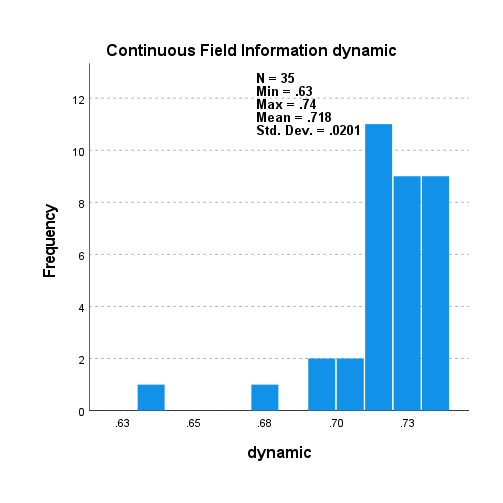 Continuous Field Information dynamic
N = 35
Min = .63
Max = .74
Mean = .718
Std. Dev. = .0201
12
10
8
6
4
2
0
Frequency
.63 .65 .68 .70 .73
dynamic